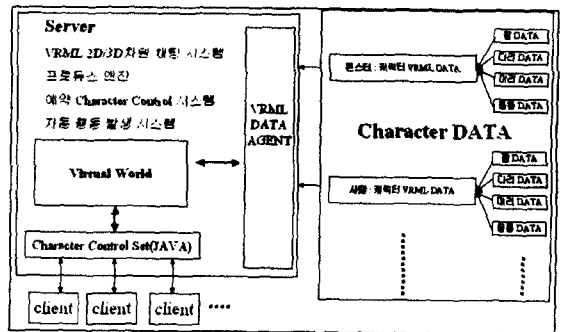 Server
VRML 2D/3D차원 채팅 시스템
프로듀스 엔진
예약 Character Control 시스템
자동 행동 발생 시스템
Virtual World
Character Control Set(JAVA)
client
client
client
VRML
DATA
AGENT
Character DATA
몬스터 : 캐릭터 VRML DATA
팔 DATA
다리 DATA
머리 DATA
몸통 DATA
사람 : 캐릭터 VRML DATA
팔 DATA
다리 DATA
머리 DATA
몸통 DATA